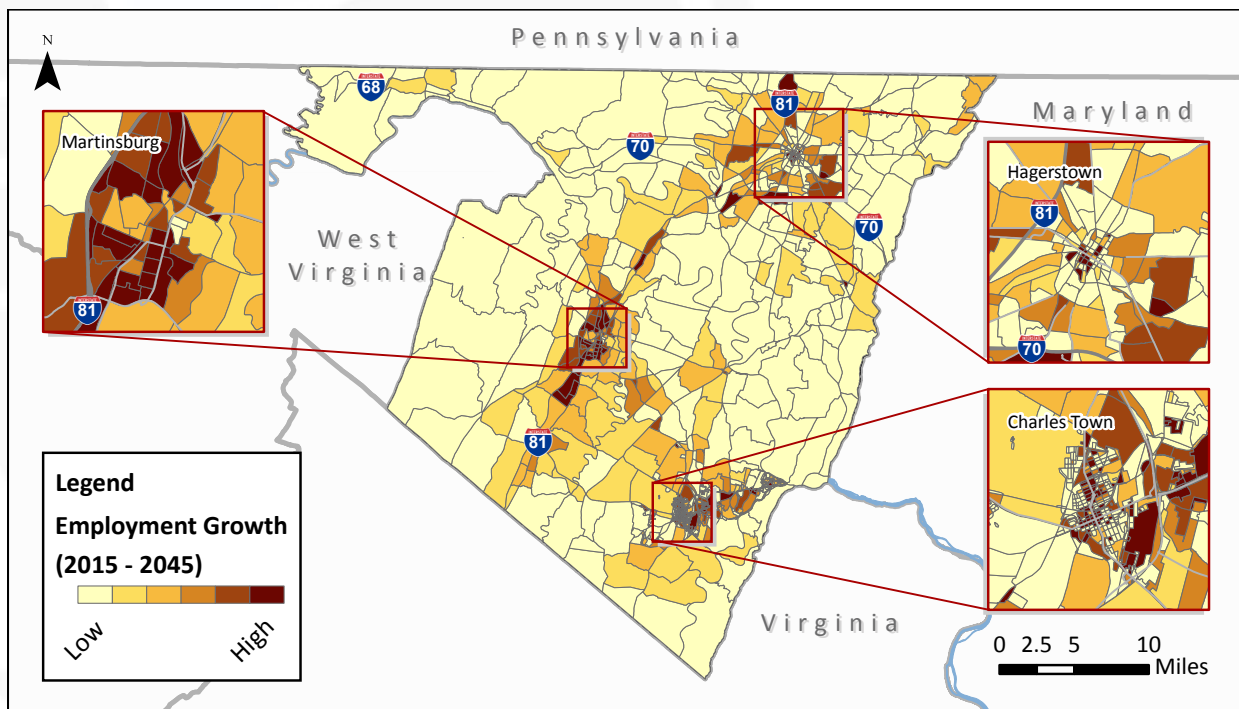 Pennsylvania
N
68
81
Maryland
Martinsburg
70
Hagerstown
81
West
Virginia
70
81
70
Charles Town
81
Legend
Employment Growth
(2015 - 2045)
Low
High
Virginia
0 2.5 5 10
Miles